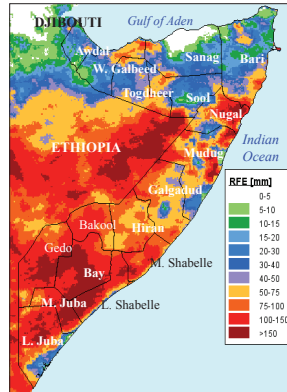 DJIBOUTI
Gulf of Aden
Awdal
W. Galbeed
Sanag
Bari
Togdheer
Sool
Nugal
ETHIOPIA
Indian
Ocean
Mudug
Galgadud
Bakool
Hiran
Gedo
Bay
M. Shabelle
M. Juba
L. Shabelle
L. Juba
RFE [mm]
0-5
5-10
10-15
15-20
20-30
30-40
40-50
50-75
75-100
100-150
>150